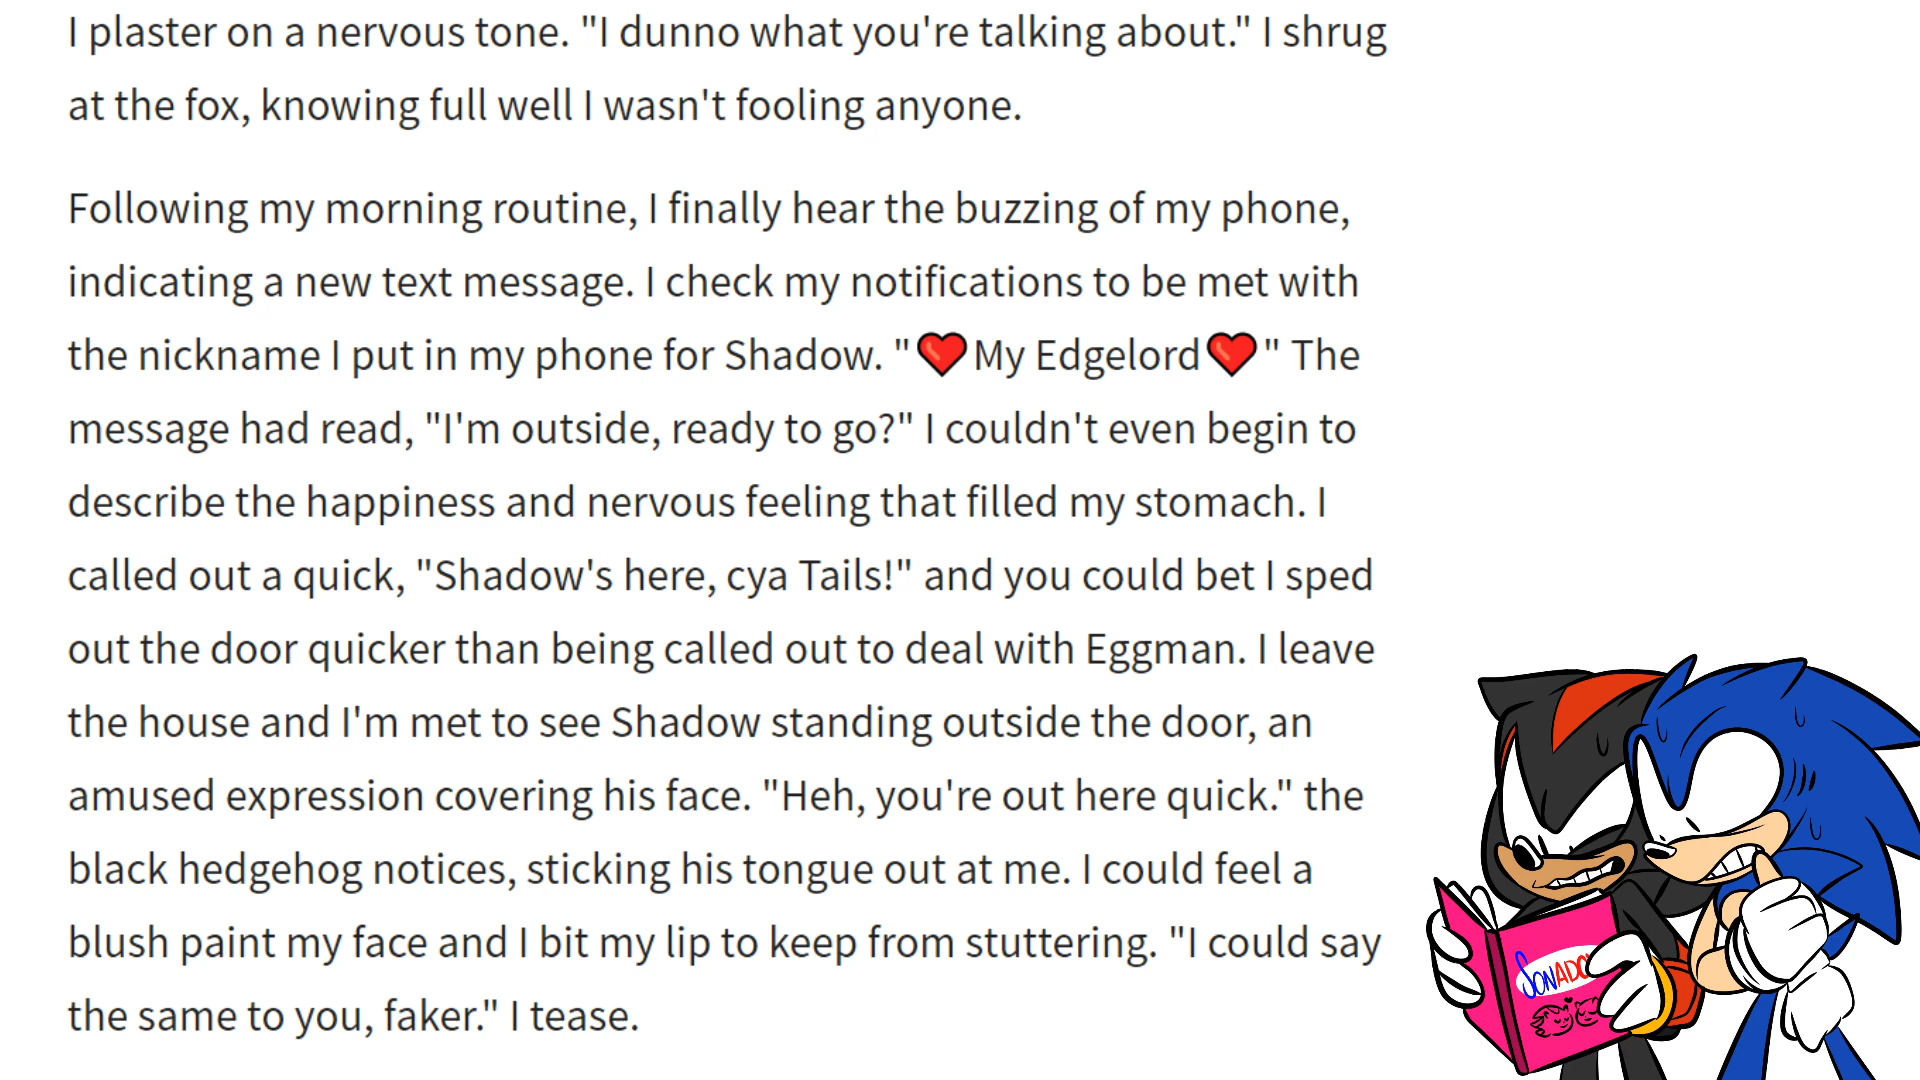 I plaster on a nervous tone. "I dunno what you're talking about." I shrug
at the fox, knowing full well I wasn't fooling anyone.
Following my morning routine, I finally hear the buzzing of my phone,
indicating a new text message. I check my notifications to be met with
the nickname I put in my phone for Shadow. "❤️My Edgelord❤️" The
message had read, "I'm outside, ready to go?" I couldn't even begin to
describe the happiness and nervous feeling that filled my stomach. I
called out a quick, "Shadow's here, cya Tails!" and you could bet I sped
out the door quicker than being called out to deal with Eggman. I leave
the house and I'm met to see Shadow standing outside the door, an
amused expression covering his face. "Heh, you're out here quick." the
black hedgehog notices, sticking his tongue out at me. I could feel a
blush paint my face and I bit my lip to keep from stuttering. "I could say
the same to you, faker." I tease.